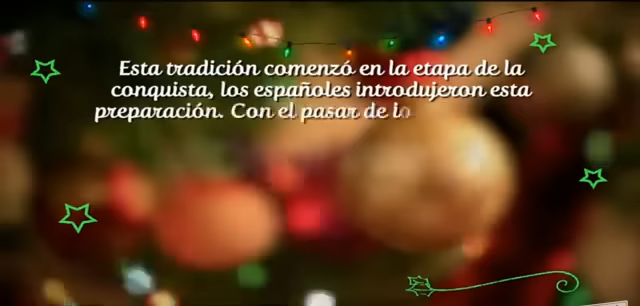 Esta tradición comenzó en la etapa de la
conquista, los españoles introdujeron esta
preparación. Con el pasar de